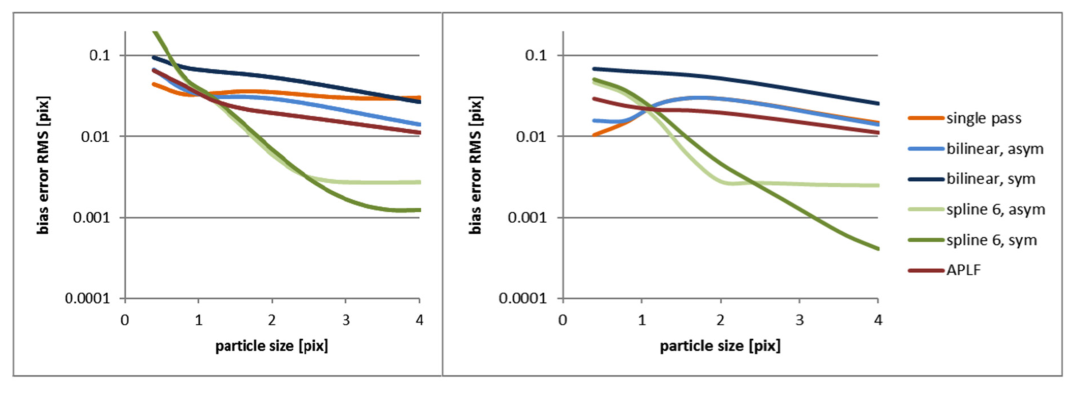 0.1
0.01
0.001
0.0001
bias error RMS [pix]
0 1 2 3 4
particle size [pix]
0.1
0.01
0.001
0.0001
bias error RMS [pix]
0 1 2 3 4
particle size [pix]
single pass
bilinear, asym
bilinear, sym
spline 6, asym
spline 6, sym
APLF